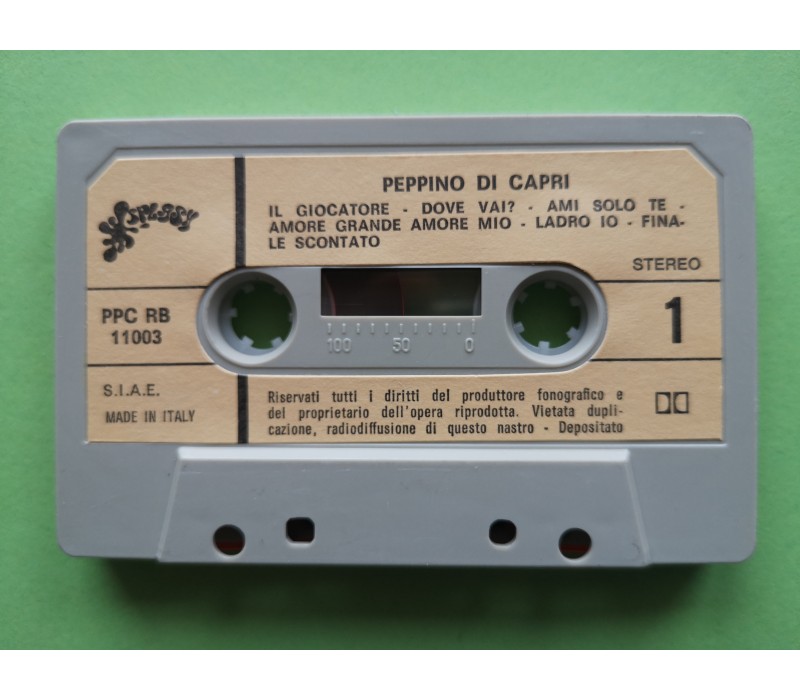 SPLASH
PEPPINO DI CAPRI
IL GIOCATORE - DOVE VAI? - AMI SOLO TE -
AMORE GRANDE AMORE MIO - LADRO IO - FINA-
LE SCONTATO
STEREO
PPC RB
11003
1
100 50 0
S.I.A.E.
MADE IN ITALY
Riservati tutti i diritti del produttore fonografico e
del proprietario dell'opera riprodotta. Vietata dupli-
cazione, radiodiffusione di questo nastro - Depositato